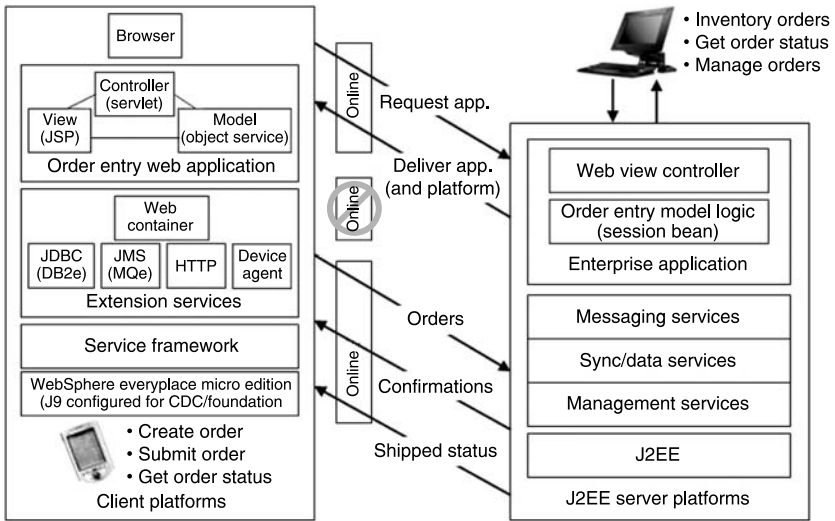 Browser
Controller
(servlet)
View
(JSP)
Model
(object service)
Order entry web application
Web
container
JDBC
(DB2e)
JMS
(MQe)
HTTP
Device
agent
Extension services
Service framework
WebSphere everyplace micro edition
(J9 configured for CDC/foundation
• Create order
• Submit order
• Get order status
Client platforms
Online
Online
Online
Request app.
Deliver app.
(and platform)
Orders
Confirmations
Shipped status
• Inventory orders
• Get order status
• Manage orders
Web view controller
Order entry model logic
(session bean)
Enterprise application
Messaging services
Sync/data services
Management services
J2EE
J2EE server platforms